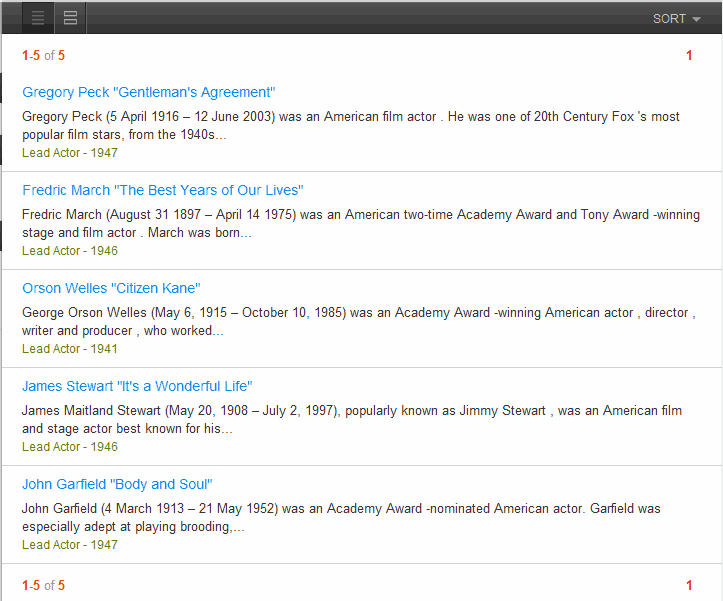 SORT
1-5 of 5 1
Gregory Peck "Gentleman's Agreement"
Gregory Peck (5 April 1916 – 12 June 2003) was an American film actor . He was one of 20th Century Fox 's most
popular film stars, from the 1940s...
Lead Actor - 1947
Fredric March "The Best Years of Our Lives"
Fredric March (August 31 1897 – April 14 1975) was an American two-time Academy Award and Tony Award -winning
stage and film actor . March was born...
Lead Actor - 1946
Orson Welles "Citizen Kane"
George Orson Welles (May 6, 1915 – October 10, 1985) was an Academy Award -winning American actor , director ,
writer and producer , who worked...
Lead Actor - 1941
James Stewart "It's a Wonderful Life"
James Maitland Stewart (May 20, 1908 – July 2, 1997), popularly known as Jimmy Stewart , was an American film
and stage actor best known for his...
Lead Actor - 1946
John Garfield "Body and Soul"
John Garfield (4 March 1913 – 21 May 1952) was an Academy Award -nominated American actor. Garfield was
especially adept at playing brooding,...
Lead Actor - 1947
1-5 of 5 1